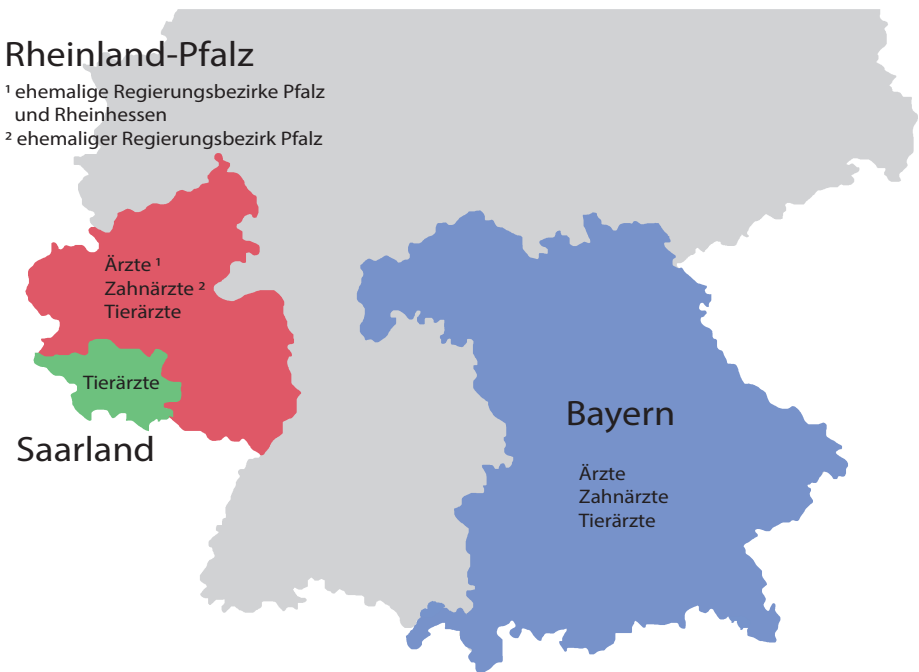 Rheinland-Pfalz
¹ ehemalige Regierungsbezirke Pfalz
und Rheinhessen
² ehemaliger Regierungsbezirk Pfalz
Ärzte ¹
Zahnärzte ²
Tierärzte
Tierärzte
Saarland
Bayern
Ärzte
Zahnärzte
Tierärzte